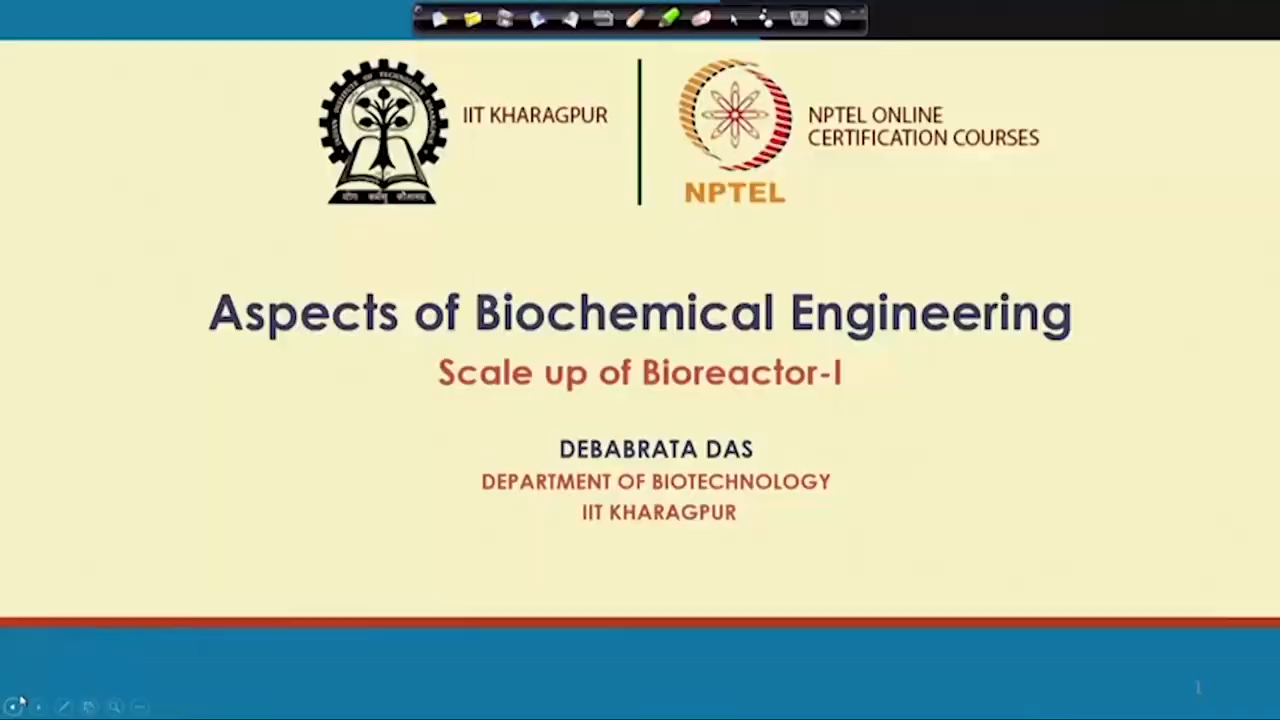 IIT KHARAGPUR
NPTEL ONLINE
CERTIFICATION COURSES
NPTEL
Aspects of Biochemical Engineering
Scale up of Bioreactor-I
DEBABRATA DAS
DEPARTMENT OF BIOTECHNOLOGY
IIT KHARAGPUR
1